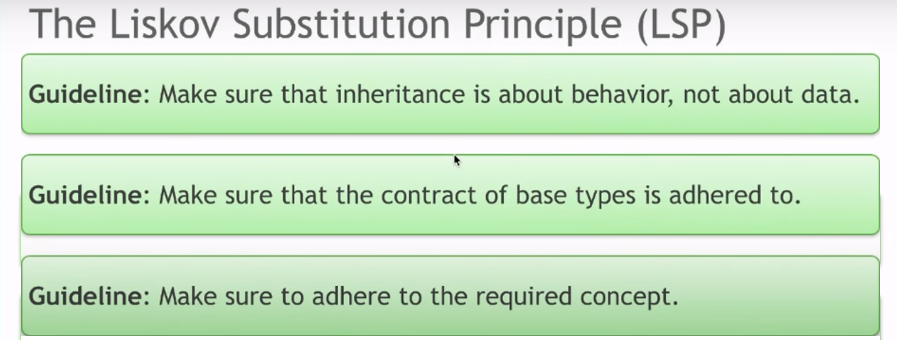 The Liskov Substitution Principle (LSP)
Guideline: Make sure that inheritance is about behavior, not about data.
Guideline: Make sure that the contract of base types is adhered to.
Guideline: Make sure to adhere to the required concept.